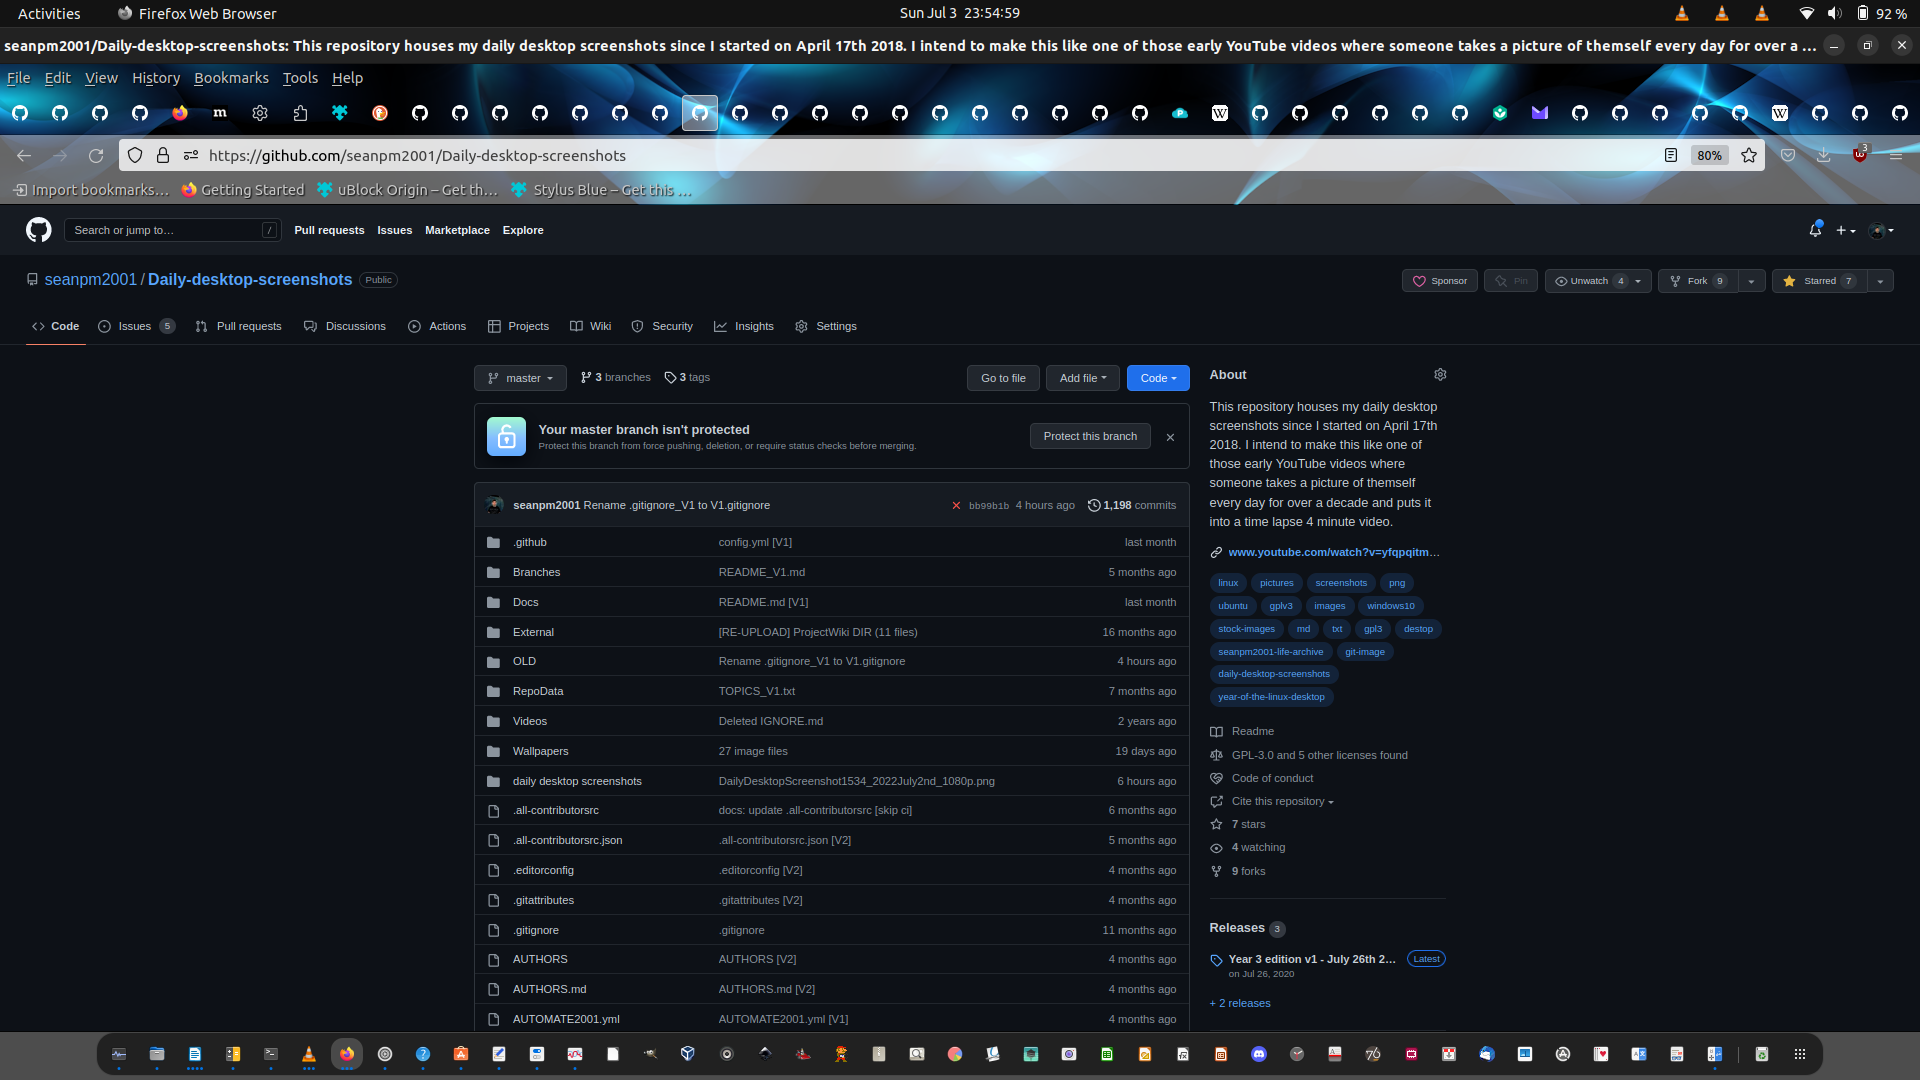 Activities Firefox Web Browser Sun Jul 3 23:54:59 92 %
seanpm2001/Daily-desktop-screenshots: This repository houses my daily desktop screenshots since I started on April 17th 2018. I intend to make this like one of those early YouTube videos where someone takes a picture of themself every day for over a …
File Edit View History Bookmarks Tools Help
https://github.com/seanpm2001/Daily-desktop-screenshots 80% 3
Import bookmarks… Getting Started uBlock Origin – Get th… Stylus Blue – Get this …
Search or jump to… / Pull requests Issues Marketplace Explore
seanpm2001 / Daily-desktop-screenshots Public Sponsor Pin Unwatch 4 Fork 9 Starred 7
Code Issues 5 Pull requests Discussions Actions Projects Wiki Security Insights Settings
master 3 branches 3 tags Go to file Add file Code
Your master branch isn't protected
Protect this branch from force pushing, deletion, or require status checks before merging.
Protect this branch
seanpm2001 Rename .gitignore_V1 to V1.gitignore bb99b1b 4 hours ago 1,198 commits
.github config.yml [V1] last month
Branches README_V1.md 5 months ago
Docs README.md [V1] last month
External [RE-UPLOAD] ProjectWiki DIR (11 files) 16 months ago
OLD Rename .gitignore_V1 to V1.gitignore 4 hours ago
RepoData TOPICS_V1.txt 7 months ago
Videos Deleted IGNORE.md 2 years ago
Wallpapers 27 image files 19 days ago
daily desktop screenshots DailyDesktopScreenshot1534_2022July2nd_1080p.png 6 hours ago
.all-contributorsrc docs: update .all-contributorsrc [skip ci] 6 months ago
.all-contributorsrc.json .all-contributorsrc.json [V2] 5 months ago
.editorconfig .editorconfig [V2] 4 months ago
.gitattributes .gitattributes [V2] 4 months ago
.gitignore .gitignore 11 months ago
AUTHORS AUTHORS [V2] 4 months ago
AUTHORS.md AUTHORS.md [V2] 4 months ago
AUTOMATE2001.yml AUTOMATE2001.yml [V1] 4 months ago
About
This repository houses my daily desktop
screenshots since I started on April 17th
2018. I intend to make this like one of
those early YouTube videos where
someone takes a picture of themself
every day for over a decade and puts it
into a time lapse 4 minute video.
www.youtube.com/watch?v=yfqpqitm…
linux pictures screenshots png
ubuntu gplv3 images windows10
stock-images md txt gpl3 destop
seanpm2001-life-archive git-image
daily-desktop-screenshots
year-of-the-linux-desktop
Readme
GPL-3.0 and 5 other licenses found
Code of conduct
Cite this repository
7 stars
4 watching
9 forks
Releases 3
Year 3 edition v1 - July 26th 2… Latest
on Jul 26, 2020
+ 2 releases